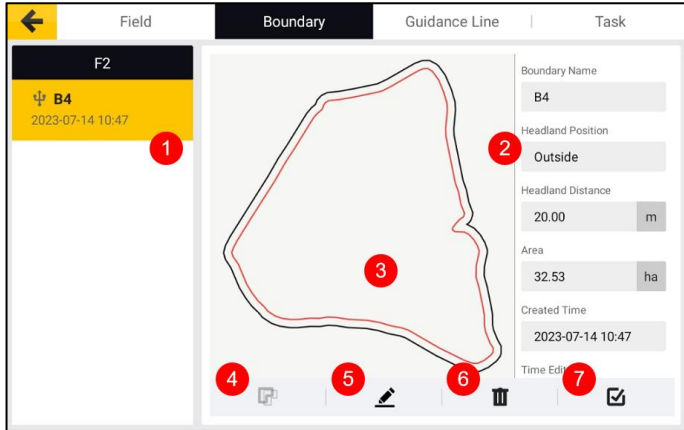 Field
Boundary
Guidance Line
Task
F2
B4
2023-07-14 10:47
1
2
3
4
5
6
7
Boundary Name
B4
Headland Position
Outside
Headland Distance
20.00 m
Area
32.53 ha
Created Time
2023-07-14 10:47